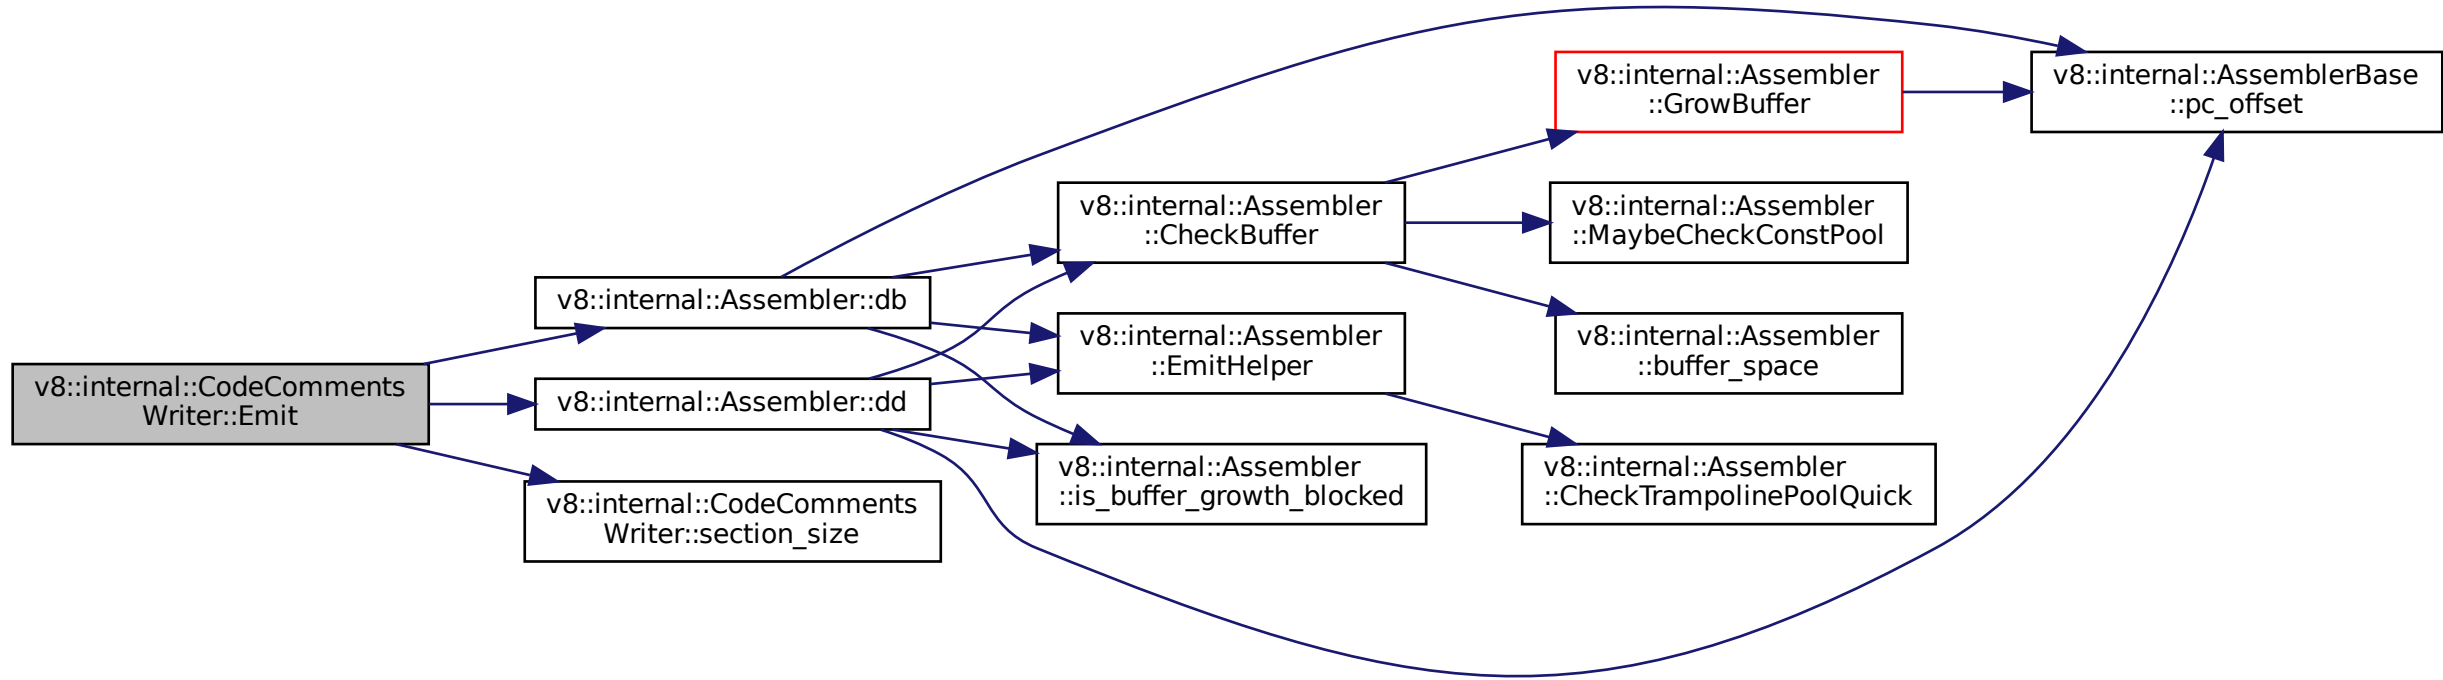 v8::internal::CodeComments
Writer::Emit
v8::internal::Assembler::db
v8::internal::Assembler::dd
v8::internal::CodeComments
Writer::section_size
v8::internal::Assembler
::CheckBuffer
v8::internal::Assembler
::EmitHelper
v8::internal::Assembler
::is_buffer_growth_blocked
v8::internal::Assembler
::GrowBuffer
v8::internal::Assembler
::MaybeCheckConstPool
v8::internal::Assembler
::buffer_space
v8::internal::Assembler
::CheckTrampolinePoolQuick
v8::internal::AssemblerBase
::pc_offset